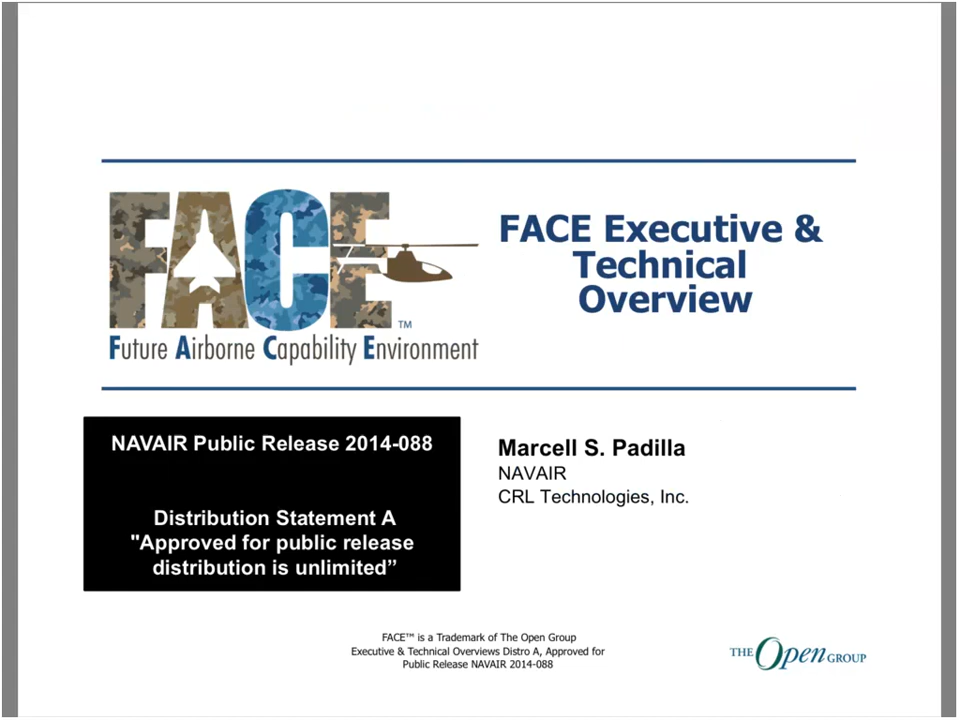 FACE
™
Future Airborne Capability Environment
FACE Executive &
Technical
Overview
NAVAIR Public Release 2014-088
Distribution Statement A
"Approved for public release
distribution is unlimited”
Marcell S. Padilla
NAVAIR
CRL Technologies, Inc.
FACE™ is a Trademark of The Open Group
Executive & Technical Overviews Distro A, Approved for
Public Release NAVAIR 2014-088
THE Open GROUP